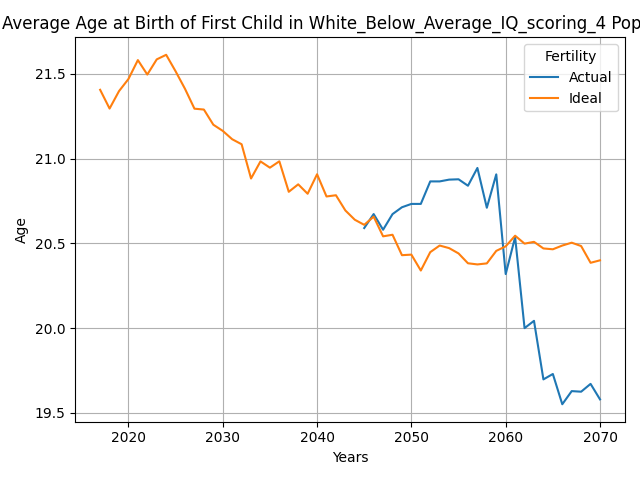 Average Age at Birth of First Child in White_Below_Average_IQ_scoring_4 Pop
Fertility
Actual
Ideal
21.5
21.0
20.5
20.0
19.5
Age
2020 2030 2040 2050 2060 2070
Years